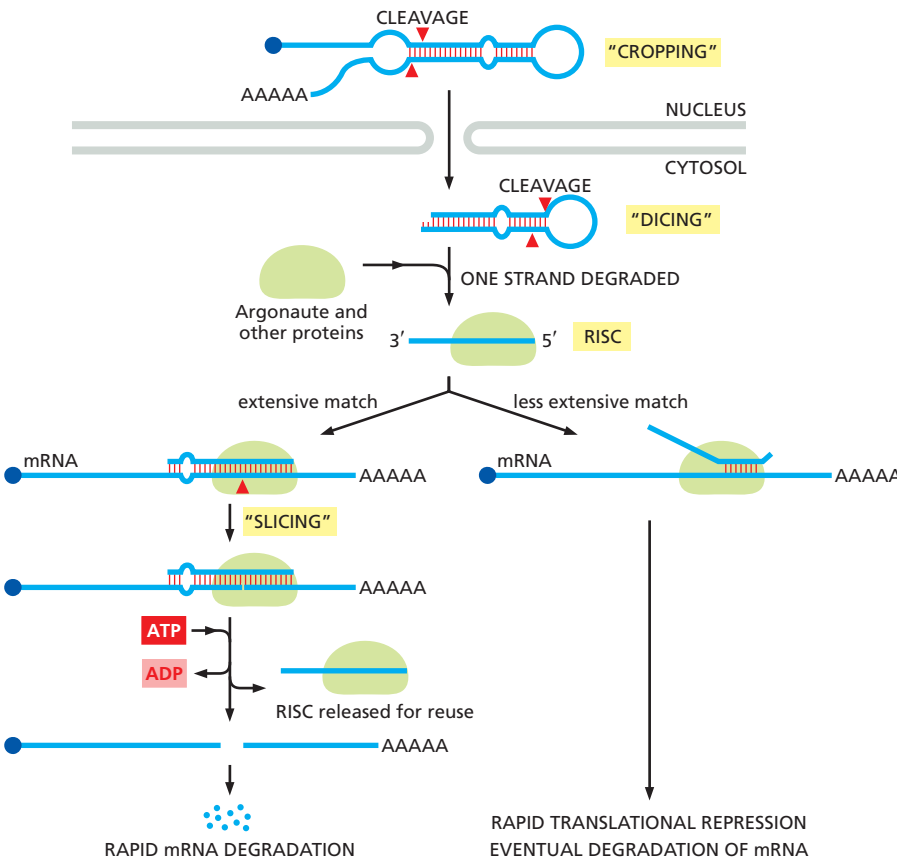 CLEAVAGE
“CROPPING”
AAAAA
NUCLEUS
CYTOSOL
CLEAVAGE
“DICING”
ONE STRAND DEGRADED
Argonaute and
other proteins
3′
5′
RISC
extensive match
less extensive match
mRNA
AAAAA
mRNA
AAAAA
“SLICING”
AAAAA
ATP
ADP
RISC released for reuse
AAAAA
RAPID mRNA DEGRADATION
RAPID TRANSLATIONAL REPRESSION
EVENTUAL DEGRADATION OF mRNA